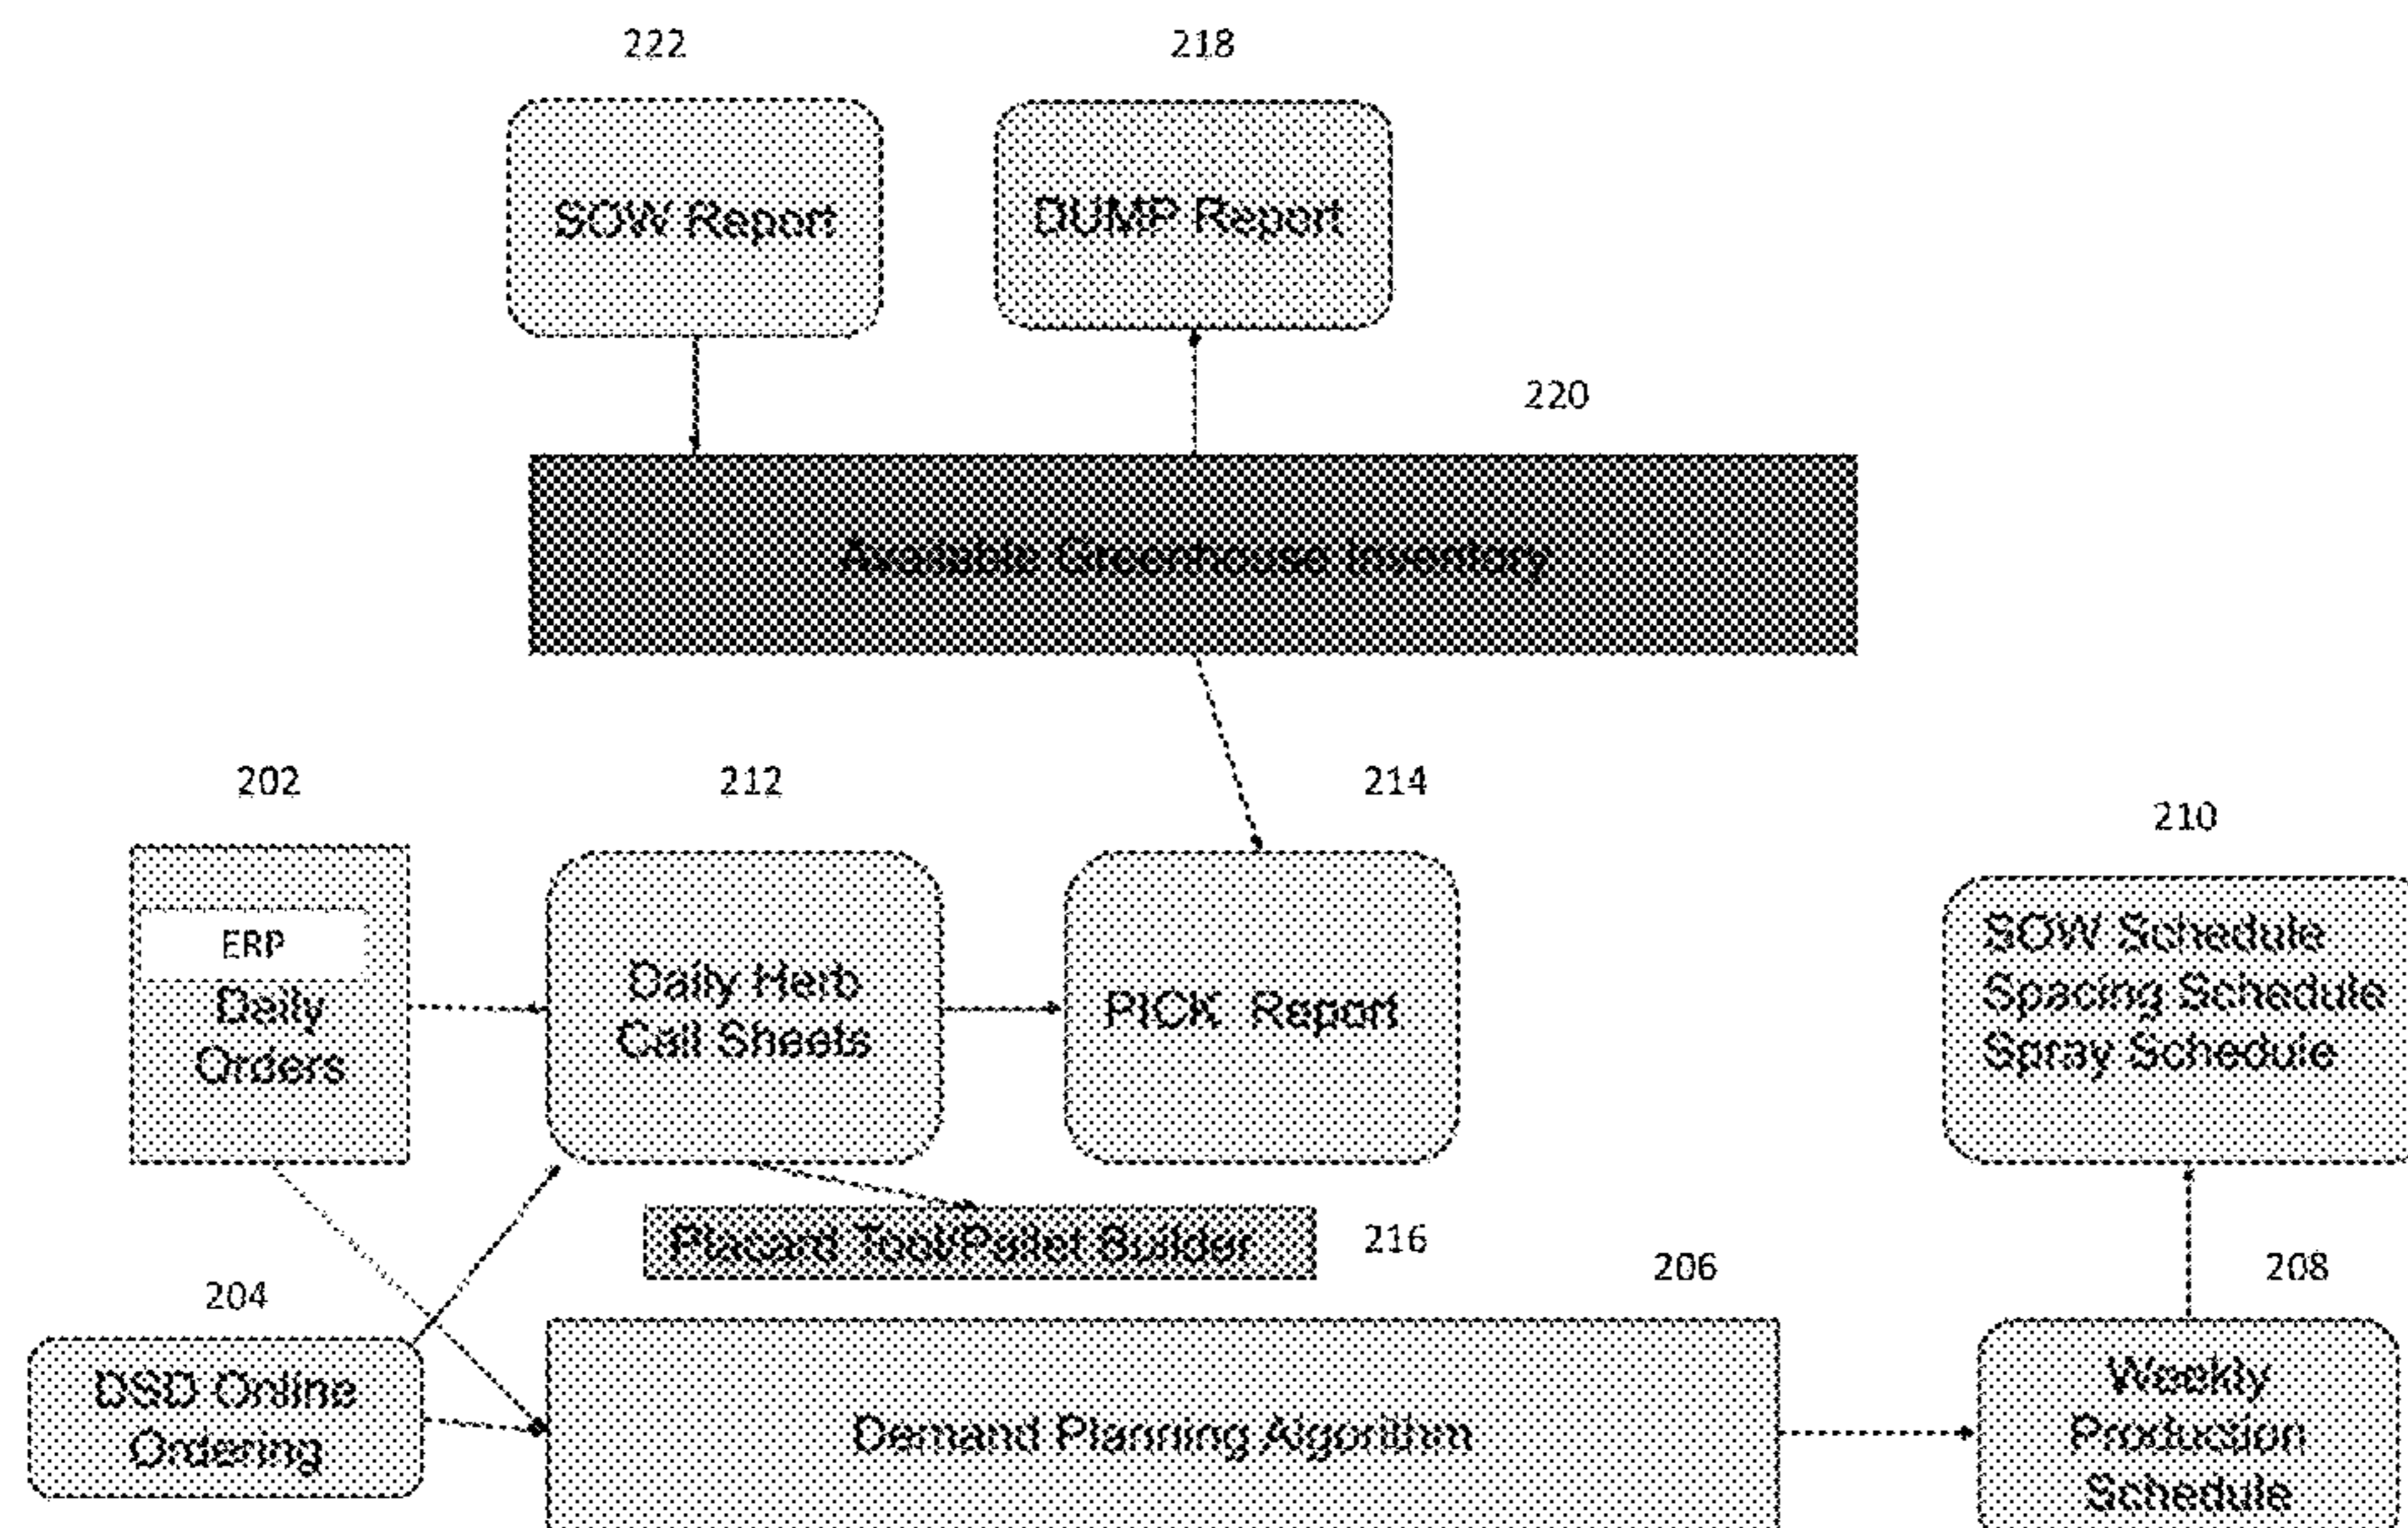 222
218
SOW Report
DUMP Report
220
Available Greenhouse Inventory
202
212
214
210
ERP
Daily
Orders
Daily Herb
Call Sheets
PICK Report
SOW Schedule
Spacing Schedule
Spray Schedule
Placard Tool/Pallet Builder
216
206
208
204
DSD Online
Ordering
Demand Planning Algorithm
Weekly
Production
Schedule